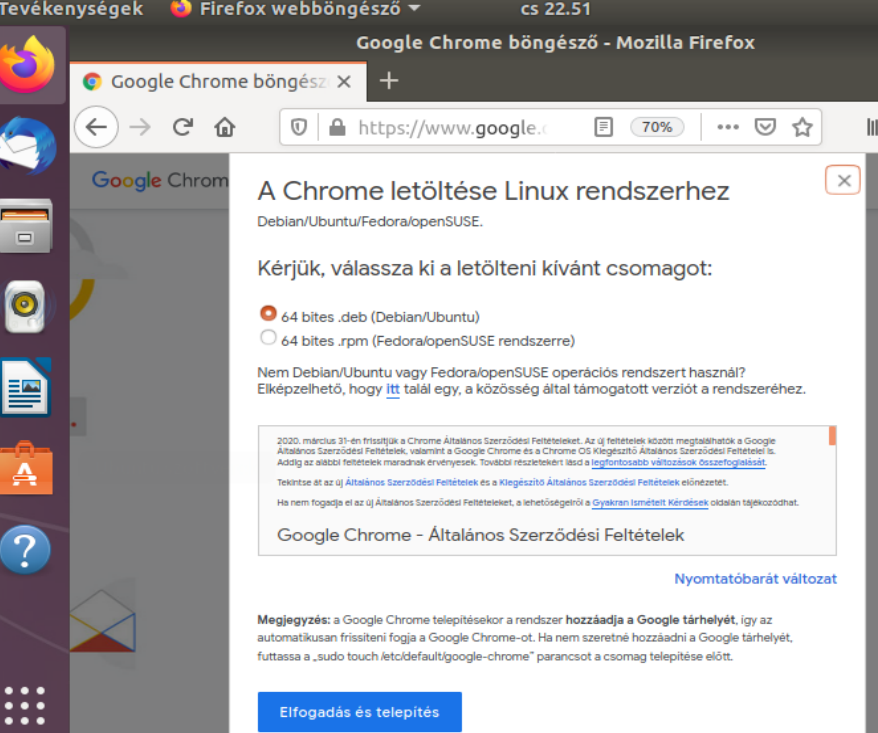 Tevékenységek
Firefox webböngésző
cs 22.51
Google Chrome böngésző - Mozilla Firefox
Google Chrome böngész
https://www.google.
70%
Google Chrom
A Chrome letöltése Linux rendszerhez
Debian/Ubuntu/Fedora/openSUSE.
Kérjük, válassza ki a letölteni kívánt csomagot:
64 bites .deb (Debian/Ubuntu)
64 bites .rpm (Fedora/openSUSE rendszerre)
Nem Debian/Ubuntu vagy Fedora/openSUSE operációs rendszert használ?
Elképzelhető, hogy itt talál egy, a közösség által támogatott verziót a rendszeréhez.
2020. március 31-én frissítjük a Chrome Általános Szerződési Feltételeket. Az új feltételek között megtalálhatók a Google
Általános Szerződési Feltételek, valamint a Google Chrome és a Chrome OS Kiegészítő Általános Szerződési Feltételei is.
Addig az alábbi feltételek maradnak érvényesek. További részletekért lásd a legfontosabb változások összefoglalását.
Tekintse át az új Általános Szerződési Feltételek és a Kiegészítő Általános Szerződési Feltételek előnézetét.
Ha nem fogadja el az új Általános Szerződési Feltételeket, a lehetőségeiről a Gyakran Ismételt Kérdések oldalán tájékozódhat.
Google Chrome - Általános Szerződési Feltételek
Nyomtatóbarát változat
Megjegyzés: a Google Chrome telepítésekor a rendszer hozzáadja a Google tárhelyét, így az
automatikusan frissíteni fogja a Google Chrome-ot. Ha nem szeretné hozzáadni a Google tárhelyét,
futtassa a „sudo touch /etc/default/google-chrome” parancsot a csomag telepítése előtt.
Elfogadás és telepítés